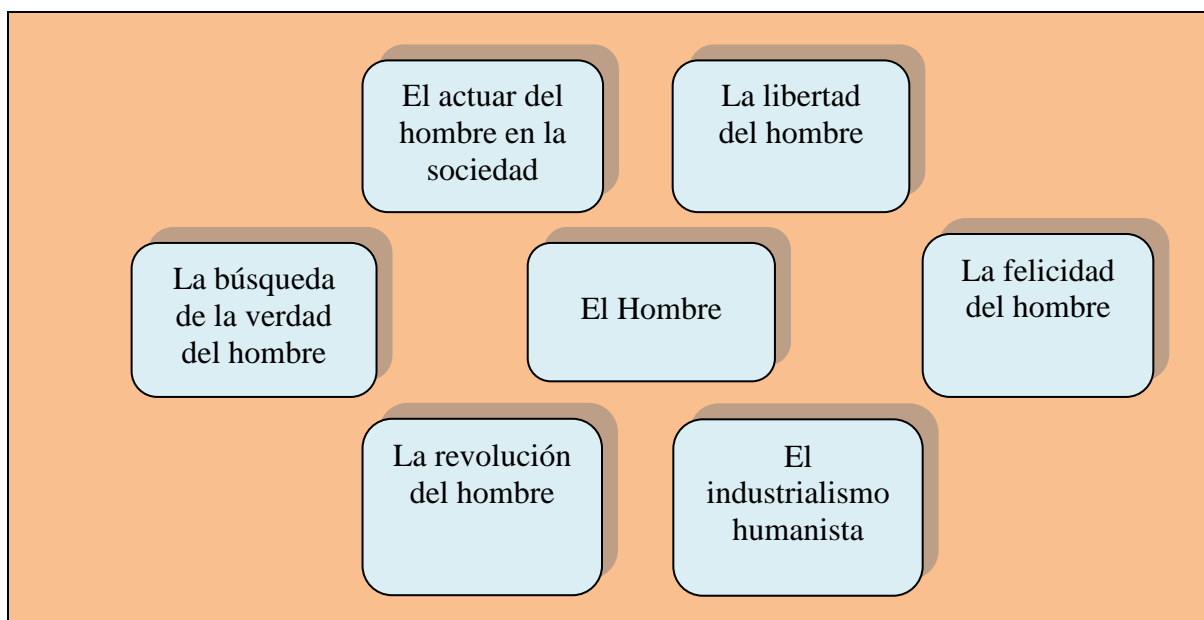 El actuar del
hombre en la
sociedad
La libertad
del hombre
La búsqueda
de la verdad
del hombre
El Hombre
La felicidad
del hombre
La revolución
del hombre
El
industrialismo
humanista